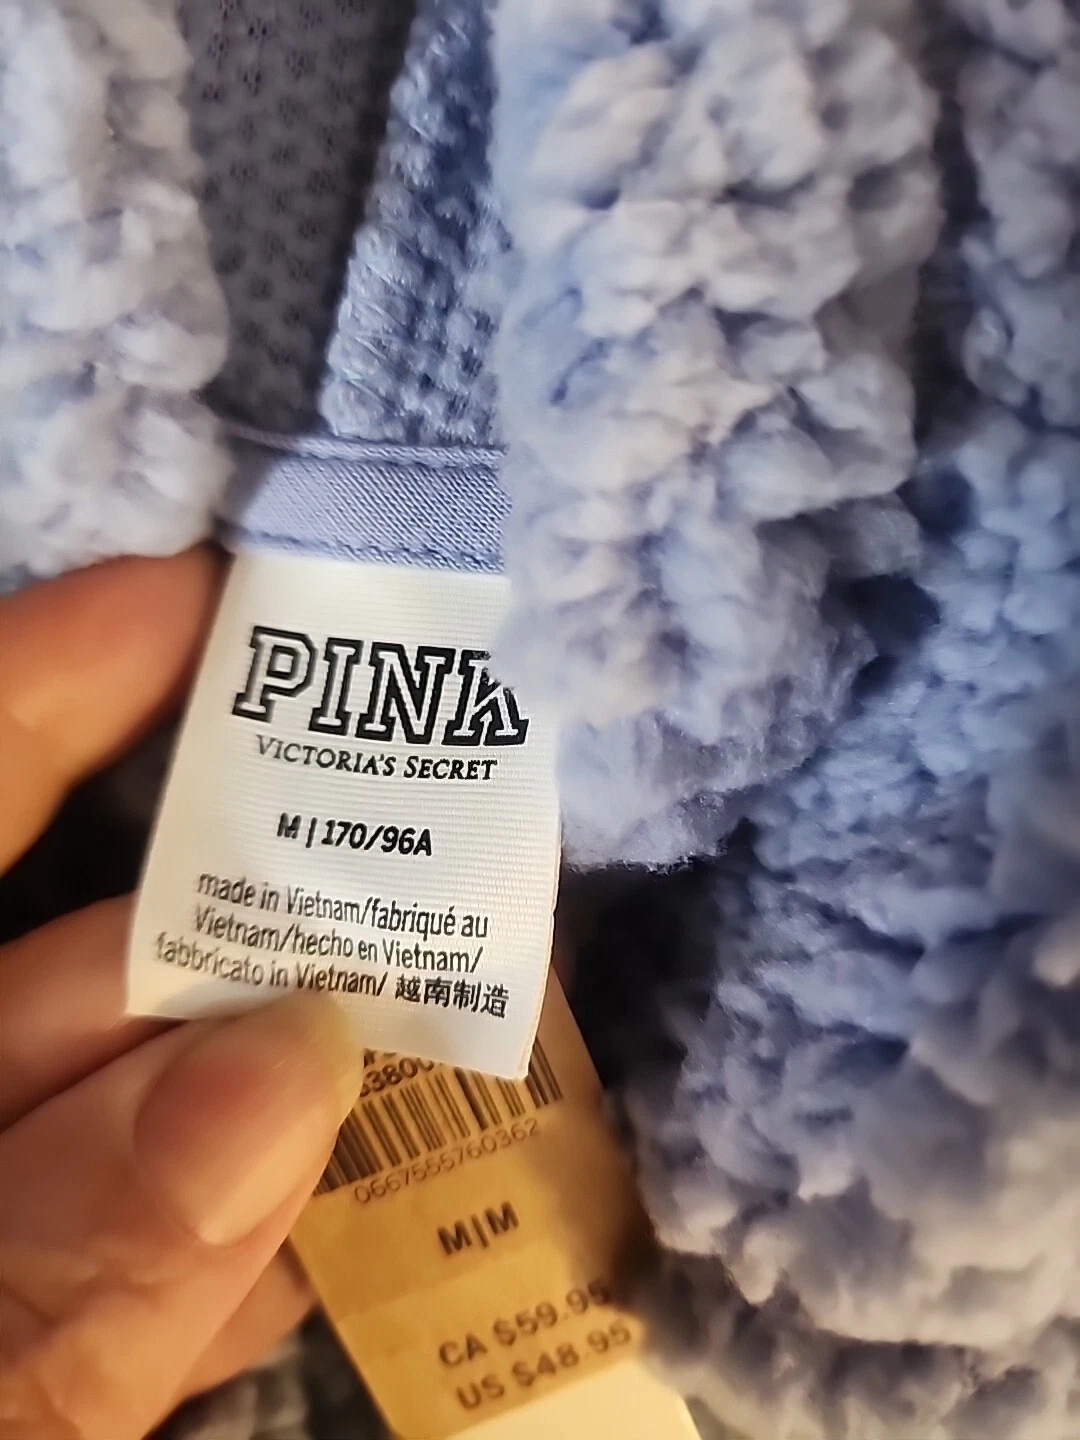 PINK
VICTORIA'S SECRET
M | 170/96A
made in Vietnam/fabriqué au
Vietnam/hecho en Vietnam/
fabbricato in Vietnam/ 越南制造
0667555760362
M|M
CA $59.95
US $48.95